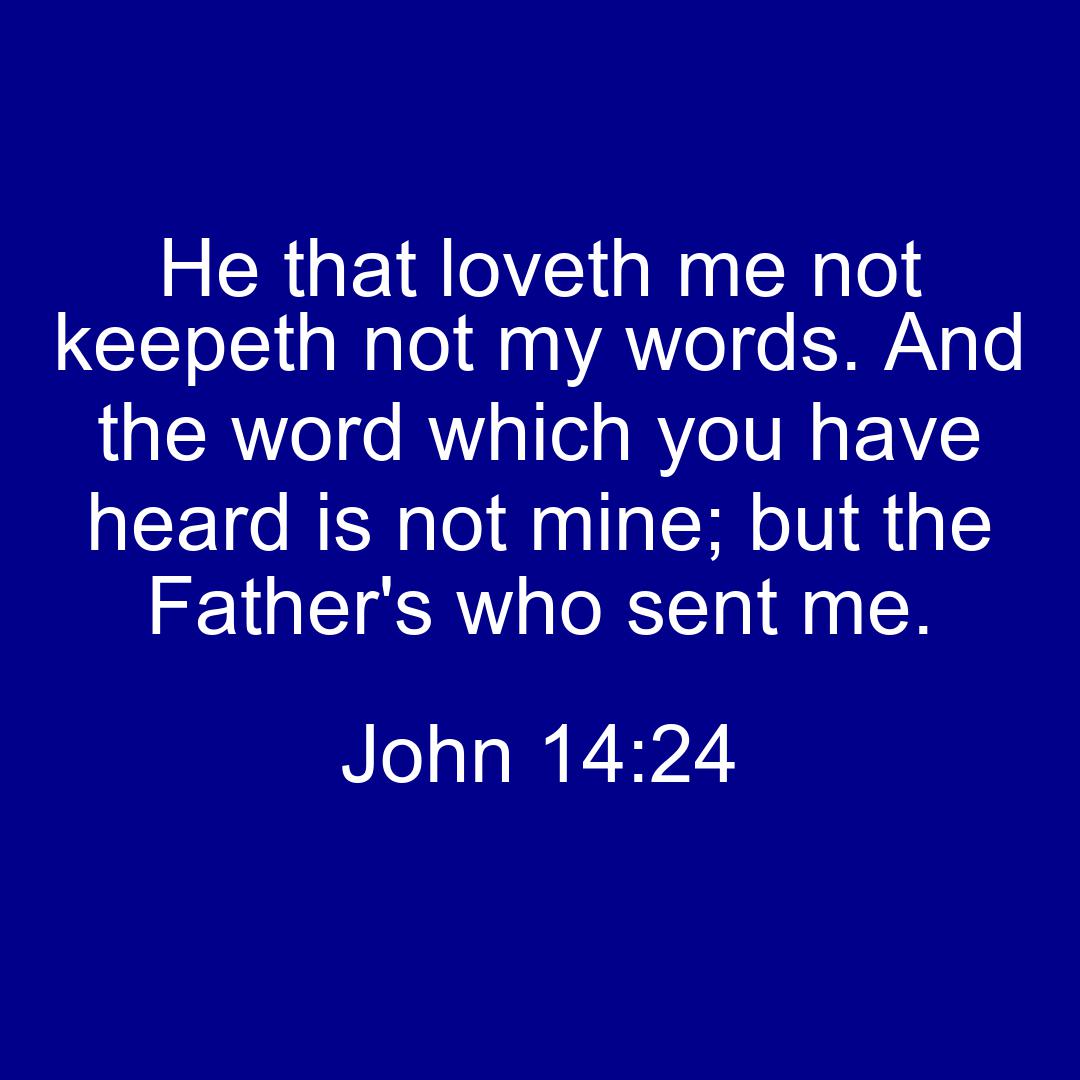 He that loveth me not
keepeth not my words. And
the word which you have
heard is not mine; but the
Father's who sent me.
John 14:24